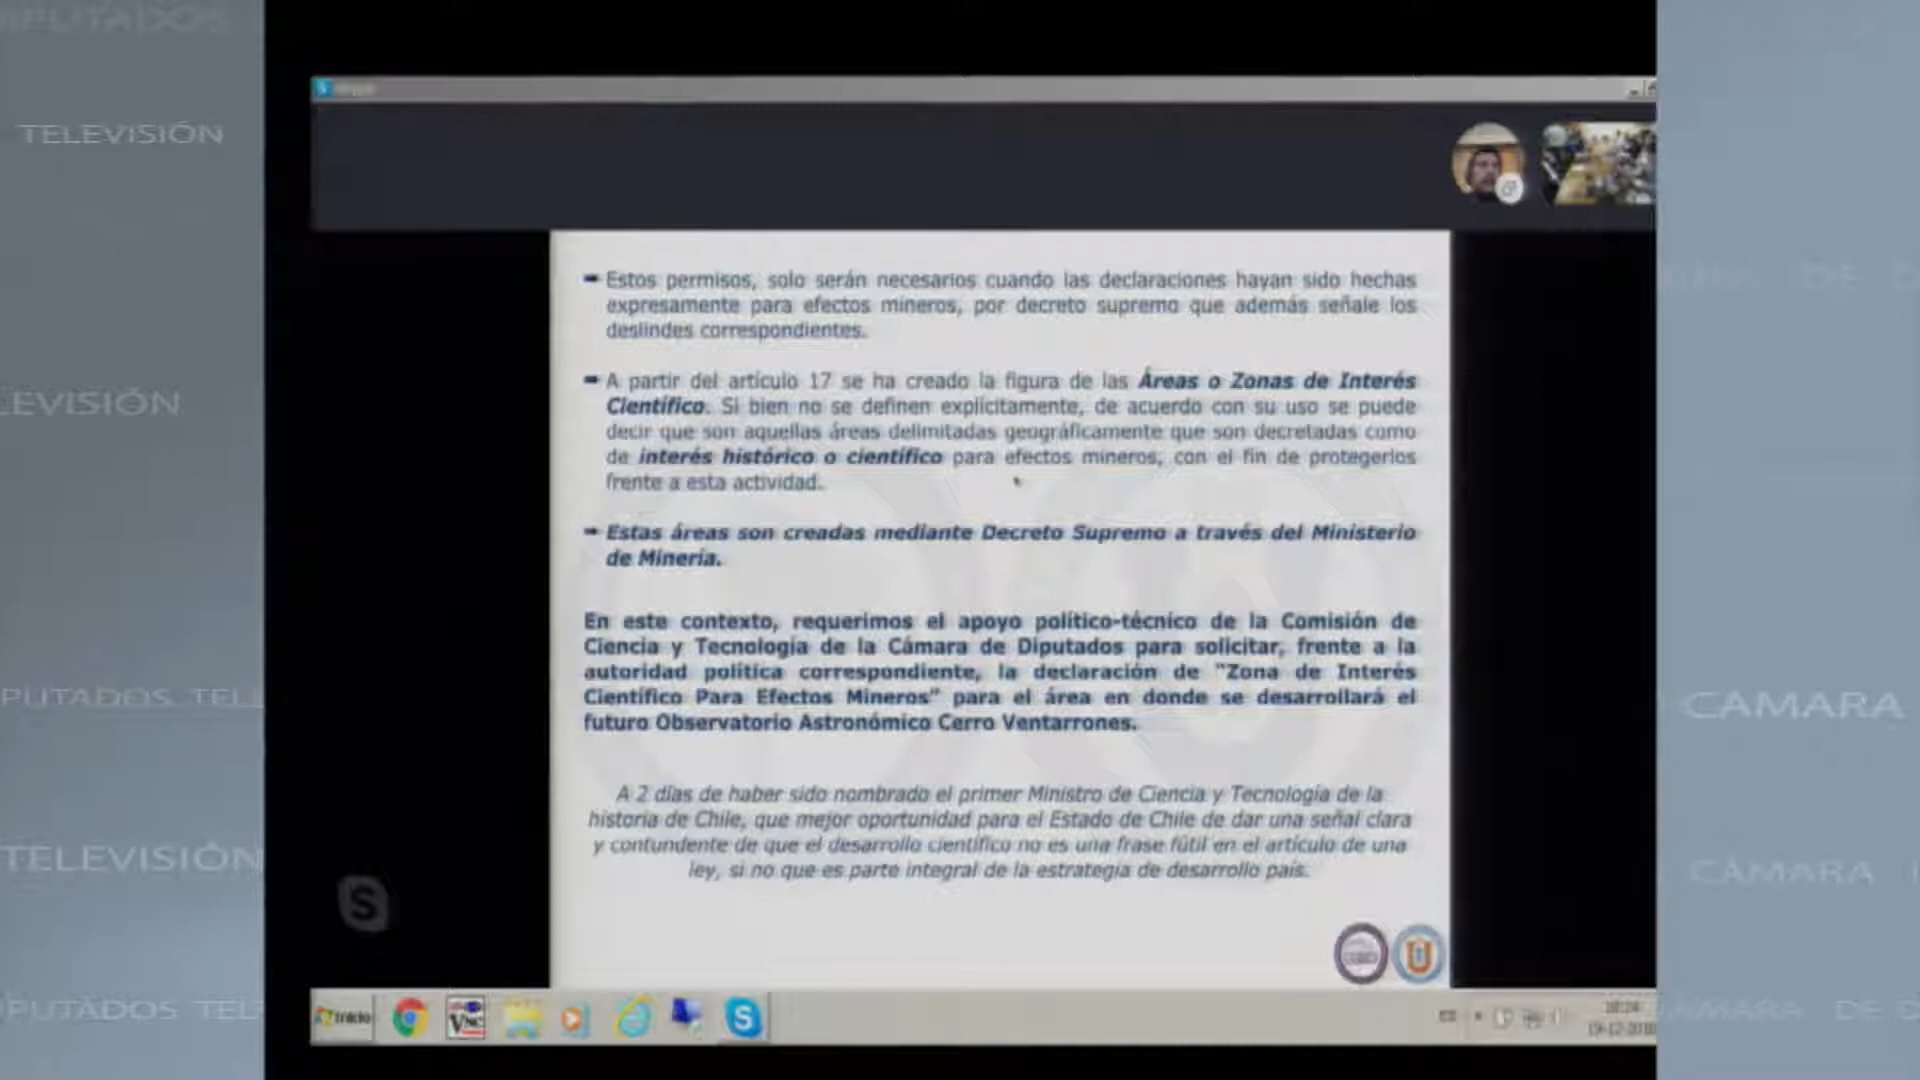 TELEVISIÓN
LEVISIÓN
PUTADOS TEL
TELEVISIÓN
PUTADOS TEL
Estos permisos, solo serán necesarios cuando las declaraciones hayan sido hechas
expresamente para efectos mineros, por decreto supremo que además señale los
deslindes correspondientes.
A partir del artículo 17 se ha creado la figura de las Áreas o Zonas de Interés
Científico. Si bien no se definen explícitamente, de acuerdo con su uso se puede
decir que son aquellas áreas delimitadas geográficamente que son decretadas como
de interés histórico o científico para efectos mineros, con el fin de protegerlos
frente a esta actividad.
Estas áreas son creadas mediante Decreto Supremo a través del Ministerio
de Minería.
En este contexto, requerimos el apoyo político-técnico de la Comisión de
Ciencia y Tecnología de la Cámara de Diputados para solicitar, frente a la
autoridad política correspondiente, la declaración de "Zona de Interés
Científico Para Efectos Mineros" para el área en donde se desarrollará el
futuro Observatorio Astronómico Cerro Ventarrones.
A 2 días de haber sido nombrado el primer Ministro de Ciencia y Tecnología de la
historia de Chile, que mejor oportunidad para el Estado de Chile de dar una señal clara
y contundente de que el desarrollo científico no es una frase fútil en el artículo de una
ley, si no que es parte integral de la estrategia de desarrollo país.
Inicio
ES
CÁMARA
CÁMARA
CÁMARA DE D